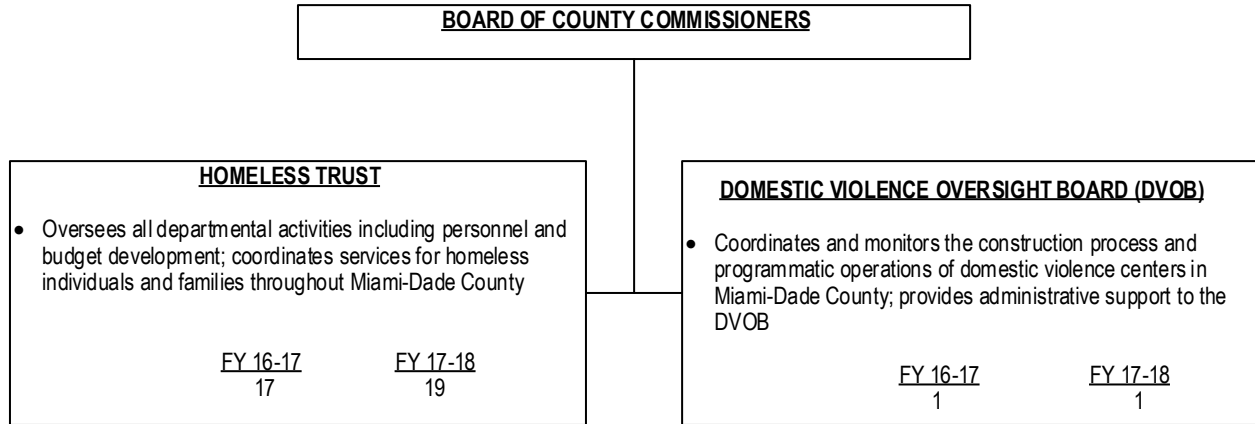 BOARD OF COUNTY COMMISSIONERS
HOMELESS TRUST
• Oversees all departmental activities including personnel and
budget development; coordinates services for homeless
individuals and families throughout Miami-Dade County
FY 16-17 FY 17-18
17 19
DOMESTIC VIOLENCE OVERSIGHT BOARD (DVOB)
• Coordinates and monitors the construction process and
programmatic operations of domestic violence centers in
Miami-Dade County; provides administrative support to the
DVOB
FY 16-17 FY 17-18
1 1